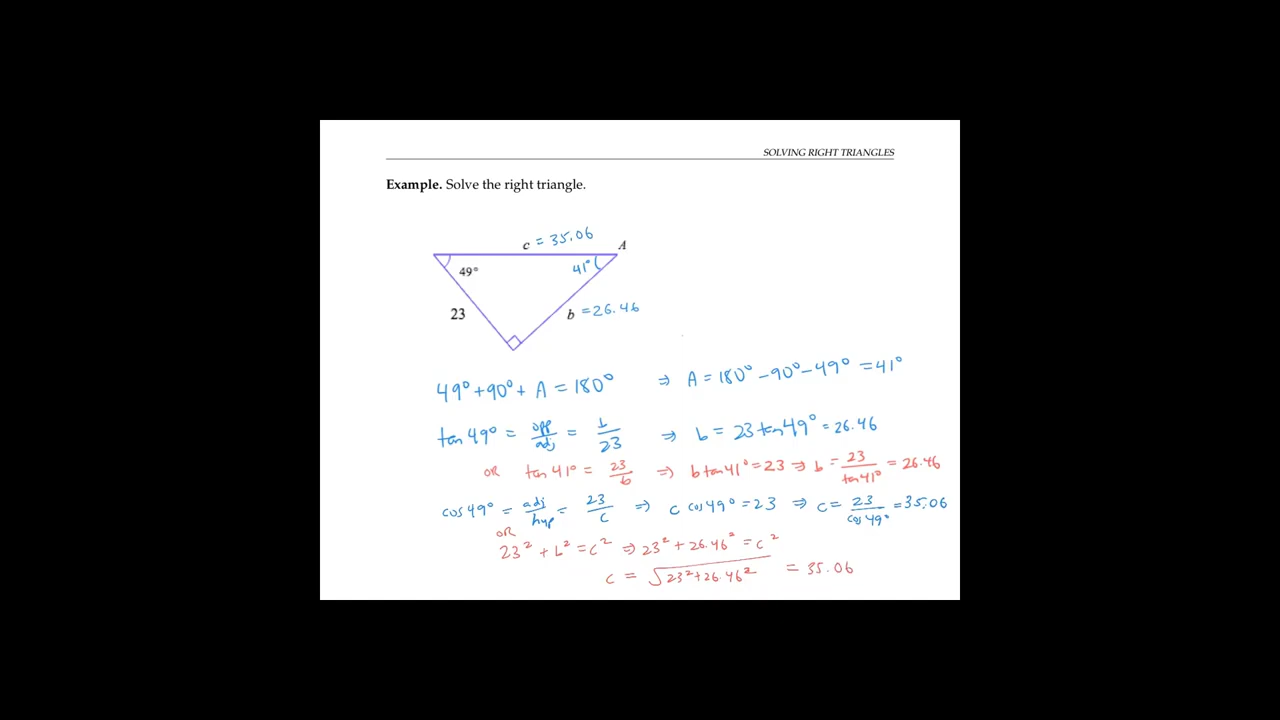 SOLVING RIGHT TRIANGLES
Example. Solve the right triangle.
c = 35.06 A
49° 41°
23 b = 26.46
49° + 90° + A = 180° ⇒ A = 180° − 90° − 49° = 41°
tan 49° = opp/adj = b/23 ⇒ b = 23 tan 49° = 26.46
OR tan 41° = 23/b ⇒ b tan 41° = 23 ⇒ b = 23/tan 41° = 26.46
cos 49° = adj/hyp = 23/c ⇒ c cos 49° = 23 ⇒ c = 23/cos 49° = 35.06
OR
23² + b² = c² ⇒ 23² + 26.46² = c²
c = √(23² + 26.46²) = 35.06